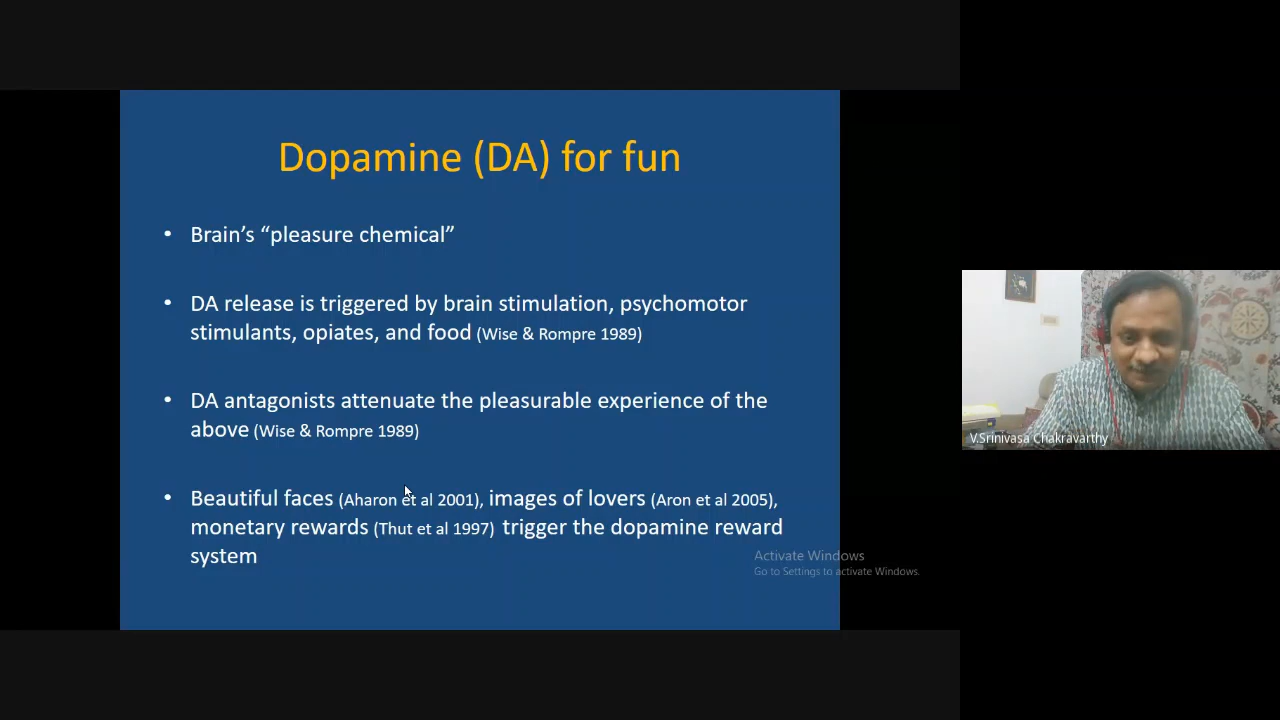 Dopamine (DA) for fun
• Brain's “pleasure chemical”
• DA release is triggered by brain stimulation, psychomotor
stimulants, opiates, and food (Wise & Rompre 1989)
• DA antagonists attenuate the pleasurable experience of the
above (Wise & Rompre 1989)
• Beautiful faces (Aharon et al 2001), images of lovers (Aron et al 2005),
monetary rewards (Thut et al 1997) trigger the dopamine reward
system
Activate Windows
Go to Settings to activate Windows.
V.Srinivasa Chakravarthy